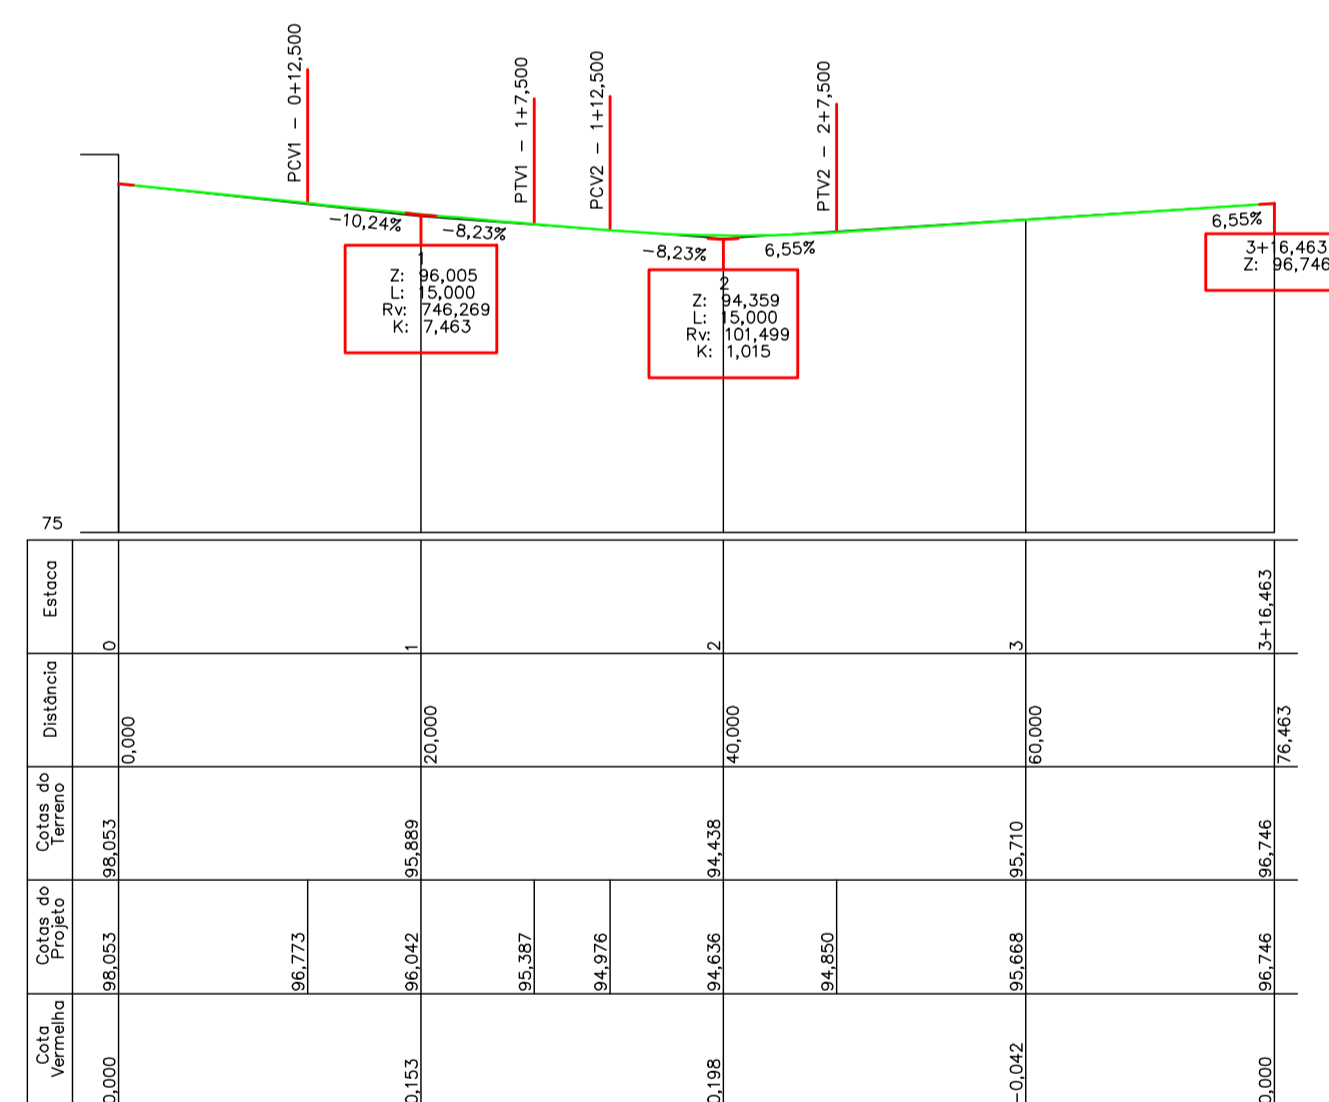 PCV1 – 0+12,500
PTV1 – 1+7,500
PCV2 – 1+12,500
PTV2 – 2+7,500
–10,24%
–8,23%
–8,23%
6,55%
6,55%
1
Z: 96,005
L: 15,000
Rv: 746,269
K: 7,463
2
Z: 94,359
L: 15,000
Rv: 101,499
K: 1,015
3+16,463
Z: 96,746
75
Estaca
0
1
2
3
3+16,463
Distância
0,000
20,000
40,000
60,000
76,463
Cotas do
Terreno
98,053
95,889
94,438
95,710
96,746
Cotas do
Projeto
98,053
96,773
96,042
95,387
94,976
94,636
94,850
95,668
96,746
Cota
Vermelha
0,000
0,153
0,198
–0,042
0,000